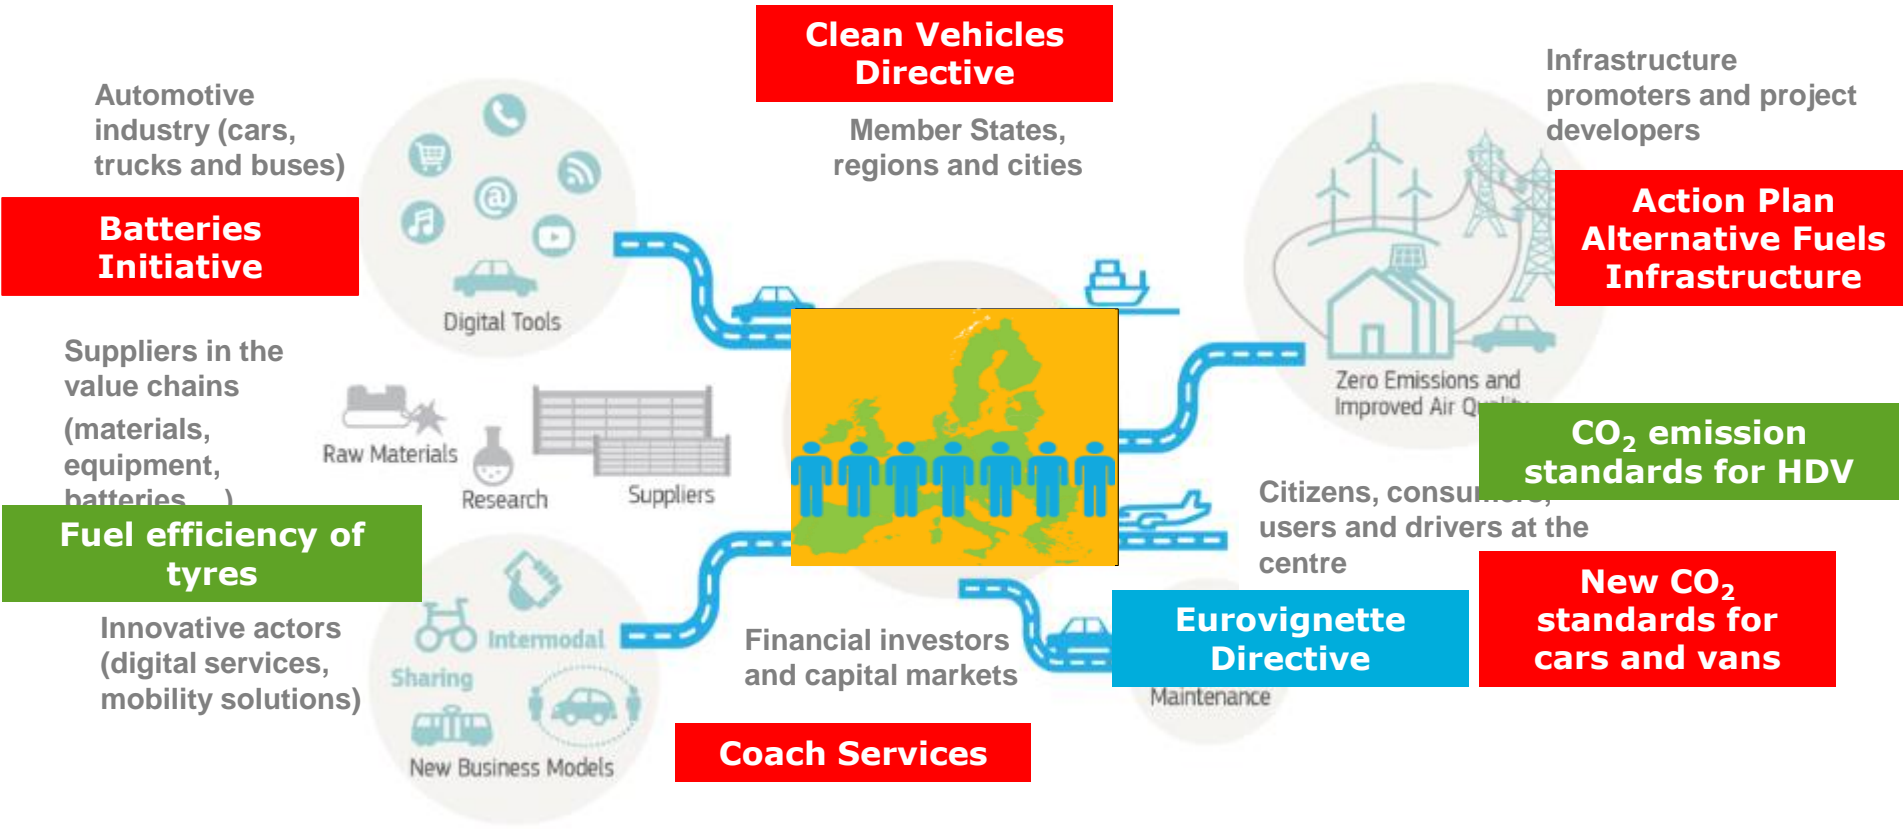 Clean Vehicles
Directive
Member States,
regions and cities
Automotive
industry (cars,
trucks and buses)
Batteries
Initiative
Digital Tools
Infrastructure
promoters and project
developers
Action Plan
Alternative Fuels
Infrastructure
Zero Emissions and
Improved Air Quality
CO2 emission
standards for HDV
Suppliers in the
value chains
(materials,
equipment,
batteries ...)
Raw Materials
Research
Suppliers
Fuel efficiency of
tyres
Innovative actors
(digital services,
mobility solutions)
Intermodal
Sharing
New Business Models
Citizens, consumers,
users and drivers at the
centre
New CO2
standards for
cars and vans
Eurovignette
Directive
Maintenance
Financial investors
and capital markets
Coach Services